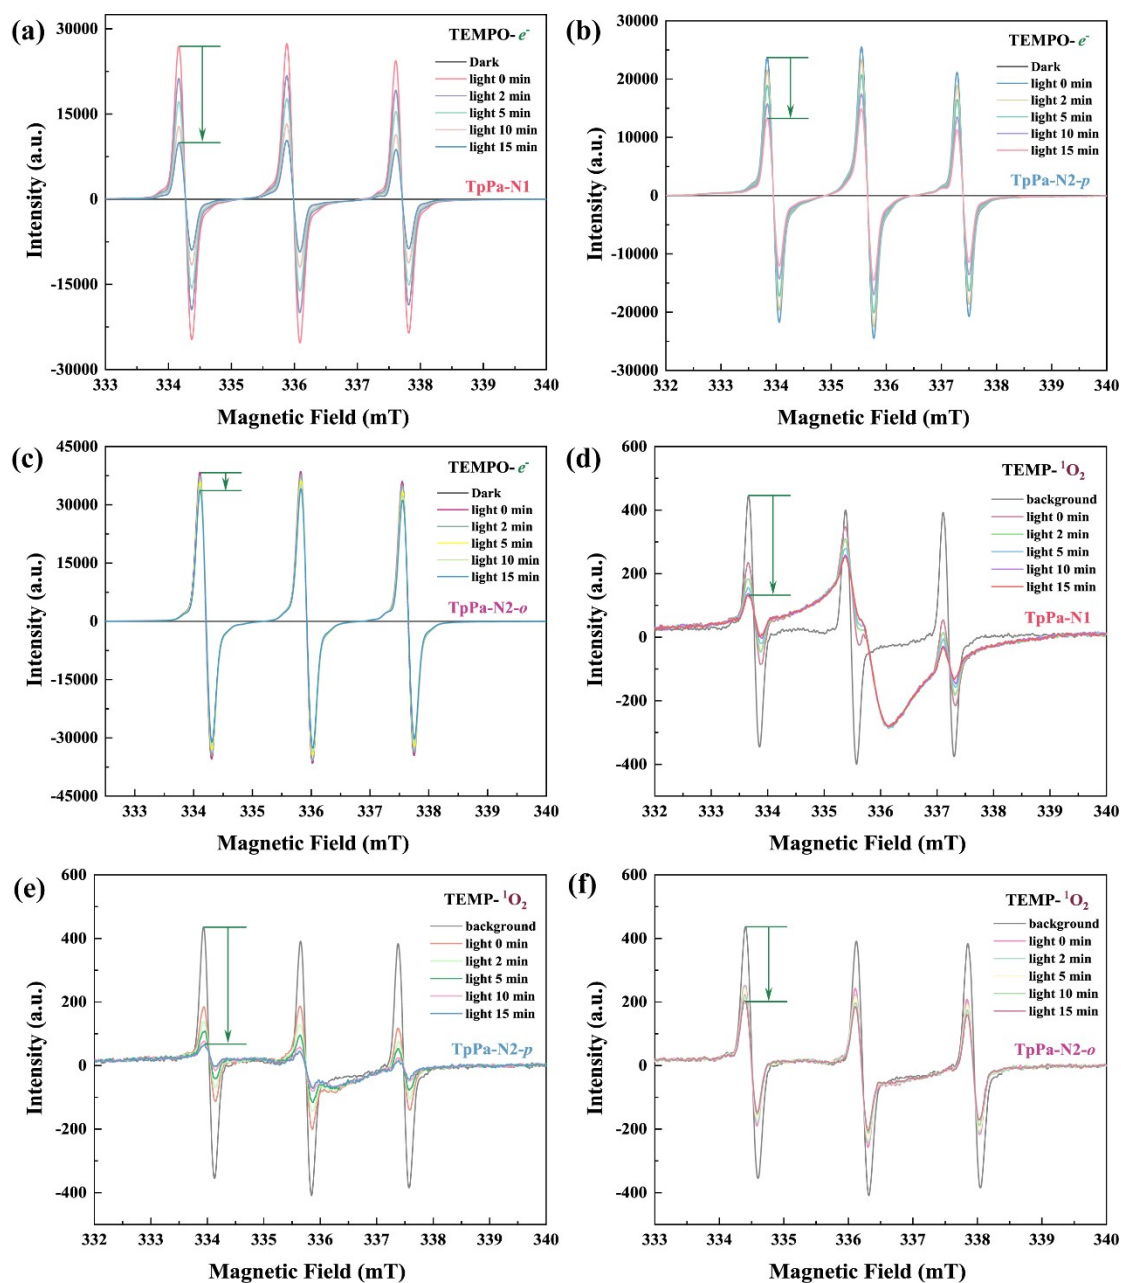 (a)
TEMPO-e⁻
Dark
light 0 min
light 2 min
light 5 min
light 10 min
light 15 min
TpPa-N1
30000
15000
0
-15000
-30000
Intensity (a.u.)
333 334 335 336 337 338 339 340
Magnetic Field (mT)
(b)
TEMPO-e⁻
Dark
light 0 min
light 2 min
light 5 min
light 10 min
light 15 min
TpPa-N2-p
30000
20000
10000
0
-10000
-20000
-30000
Intensity (a.u.)
332 333 334 335 336 337 338 339 340
Magnetic Field (mT)
(c)
TEMPO-e⁻
Dark
light 0 min
light 2 min
light 5 min
light 10 min
light 15 min
TpPa-N2-o
45000
30000
15000
0
-15000
-30000
-45000
Intensity (a.u.)
333 334 335 336 337 338 339 340
Magnetic Field (mT)
(d)
TEMP-¹O₂
background
light 0 min
light 2 min
light 5 min
light 10 min
light 15 min
TpPa-N1
600
400
200
0
-200
-400
Intensity (a.u.)
332 333 334 335 336 337 338 339 340
Magnetic Field (mT)
(e)
TEMP-¹O₂
background
light 0 min
light 2 min
light 5 min
light 10 min
light 15 min
TpPa-N2-p
600
400
200
0
-200
-400
Intensity (a.u.)
332 333 334 335 336 337 338 339 340
Magnetic Field (mT)
(f)
TEMP-¹O₂
background
light 0 min
light 2 min
light 5 min
light 10 min
light 15 min
TpPa-N2-o
600
400
200
0
-200
-400
Intensity (a.u.)
333 334 335 336 337 338 339 340
Magnetic Field (mT)